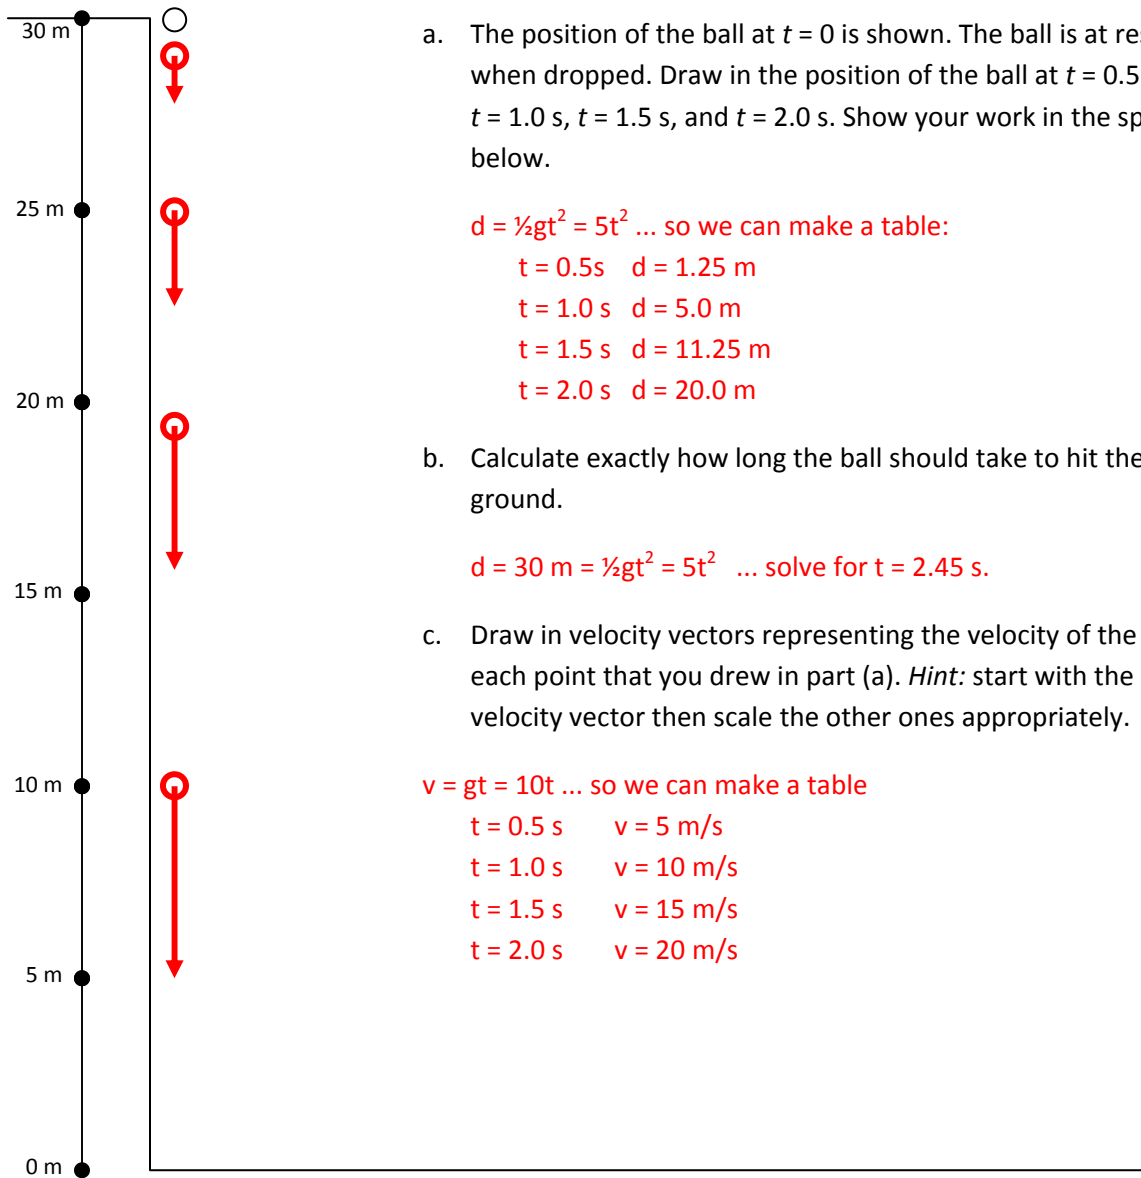 30 m
25 m
20 m
15 m
10 m
5 m
0 m
a. The position of the ball at t = 0 is shown. The ball is at
when dropped. Draw in the position of the ball at t = 0.5
t = 1.0 s, t = 1.5 s, and t = 2.0 s. Show your work in the
below.
d = ½gt² = 5t² ... so we can make a table:
t = 0.5s d = 1.25 m
t = 1.0 s d = 5.0 m
t = 1.5 s d = 11.25 m
t = 2.0 s d = 20.0 m
b. Calculate exactly how long the ball should take to hit the
ground.
d = 30 m = ½gt² = 5t² ... solve for t = 2.45 s.
c. Draw in velocity vectors representing the velocity of the
each point that you drew in part (a). Hint: start with the
velocity vector then scale the other ones appropriately.
v = gt = 10t ... so we can make a table
t = 0.5 s v = 5 m/s
t = 1.0 s v = 10 m/s
t = 1.5 s v = 15 m/s
t = 2.0 s v = 20 m/s